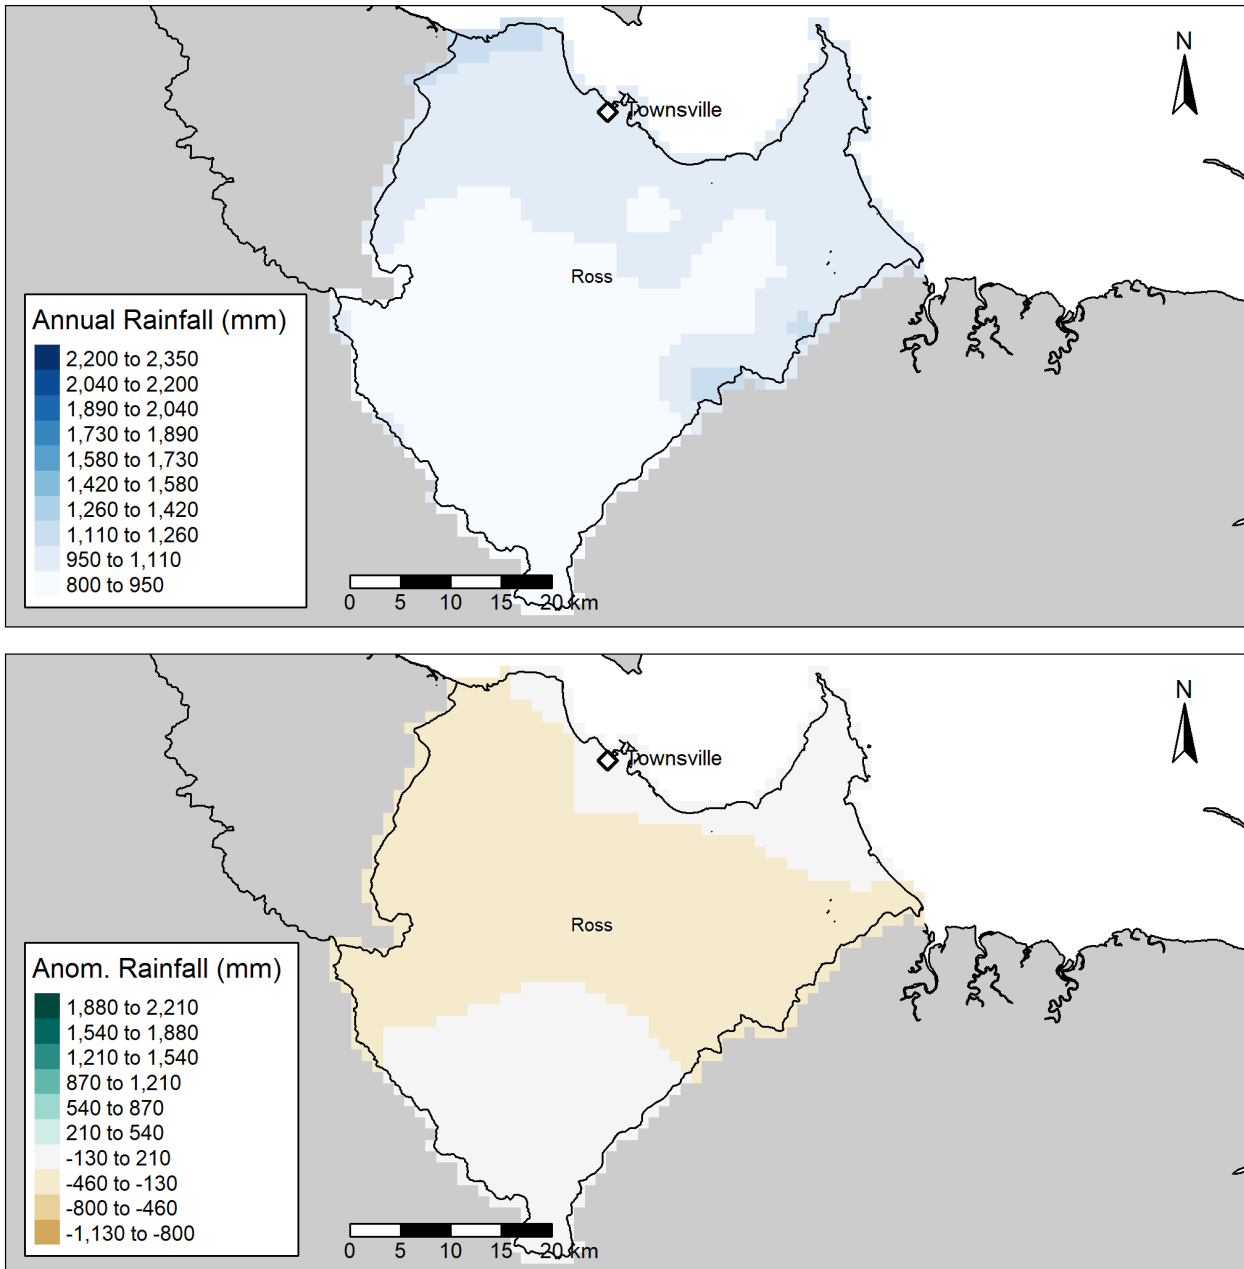 N
Townsville
Ross
Annual Rainfall (mm)
2,200 to 2,350
2,040 to 2,200
1,890 to 2,040
1,730 to 1,890
1,580 to 1,730
1,420 to 1,580
1,260 to 1,420
1,110 to 1,260
950 to 1,110
800 to 950
0 5 10 15 20 km
N
Townsville
Ross
Anom. Rainfall (mm)
1,880 to 2,210
1,540 to 1,880
1,210 to 1,540
870 to 1,210
540 to 870
210 to 540
-130 to 210
-460 to -130
-800 to -460
-1,130 to -800
0 5 10 15 20 km